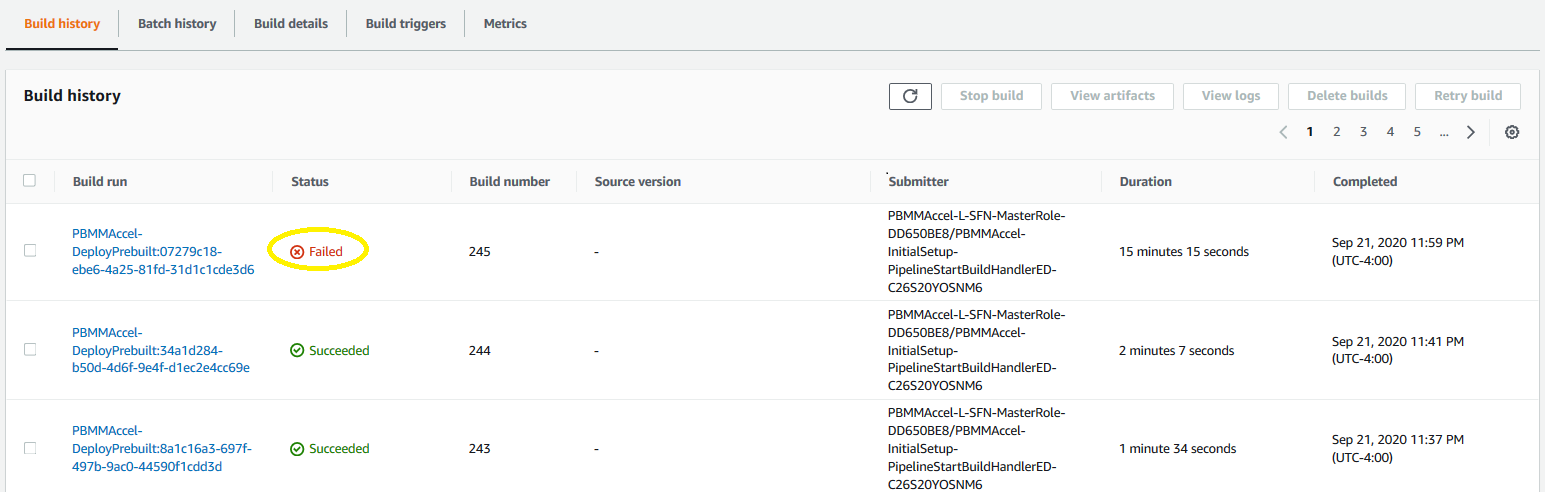 Build history Batch history Build details Build triggers Metrics
Build history Stop build View artifacts View logs Delete builds Retry build
1 2 3 4 5 ...
Build run Status Build number Source version Submitter Duration Completed
PBMMAccel-
DeployPrebuilt:07279c18-
ebe6-4a25-81fd-31d1c1cde3d6
Failed
245
-
PBMMAccel-L-SFN-MasterRole-
DD650BE8/PBMMAccel-
InitialSetup-
PipelineStartBuildHandlerED-
C26S20YOSNM6
15 minutes 15 seconds
Sep 21, 2020 11:59 PM
(UTC-4:00)
PBMMAccel-
DeployPrebuilt:34a1d284-
b50d-4d6f-9e4f-d1ec2e4cc69e
Succeeded
244
-
PBMMAccel-L-SFN-MasterRole-
DD650BE8/PBMMAccel-
InitialSetup-
PipelineStartBuildHandlerED-
C26S20YOSNM6
2 minutes 7 seconds
Sep 21, 2020 11:41 PM
(UTC-4:00)
PBMMAccel-
DeployPrebuilt:8a1c16a3-697f-
497b-9ac0-44590f1cdd3d
Succeeded
243
-
PBMMAccel-L-SFN-MasterRole-
DD650BE8/PBMMAccel-
InitialSetup-
PipelineStartBuildHandlerED-
C26S20YOSNM6
1 minute 34 seconds
Sep 21, 2020 11:37 PM
(UTC-4:00)